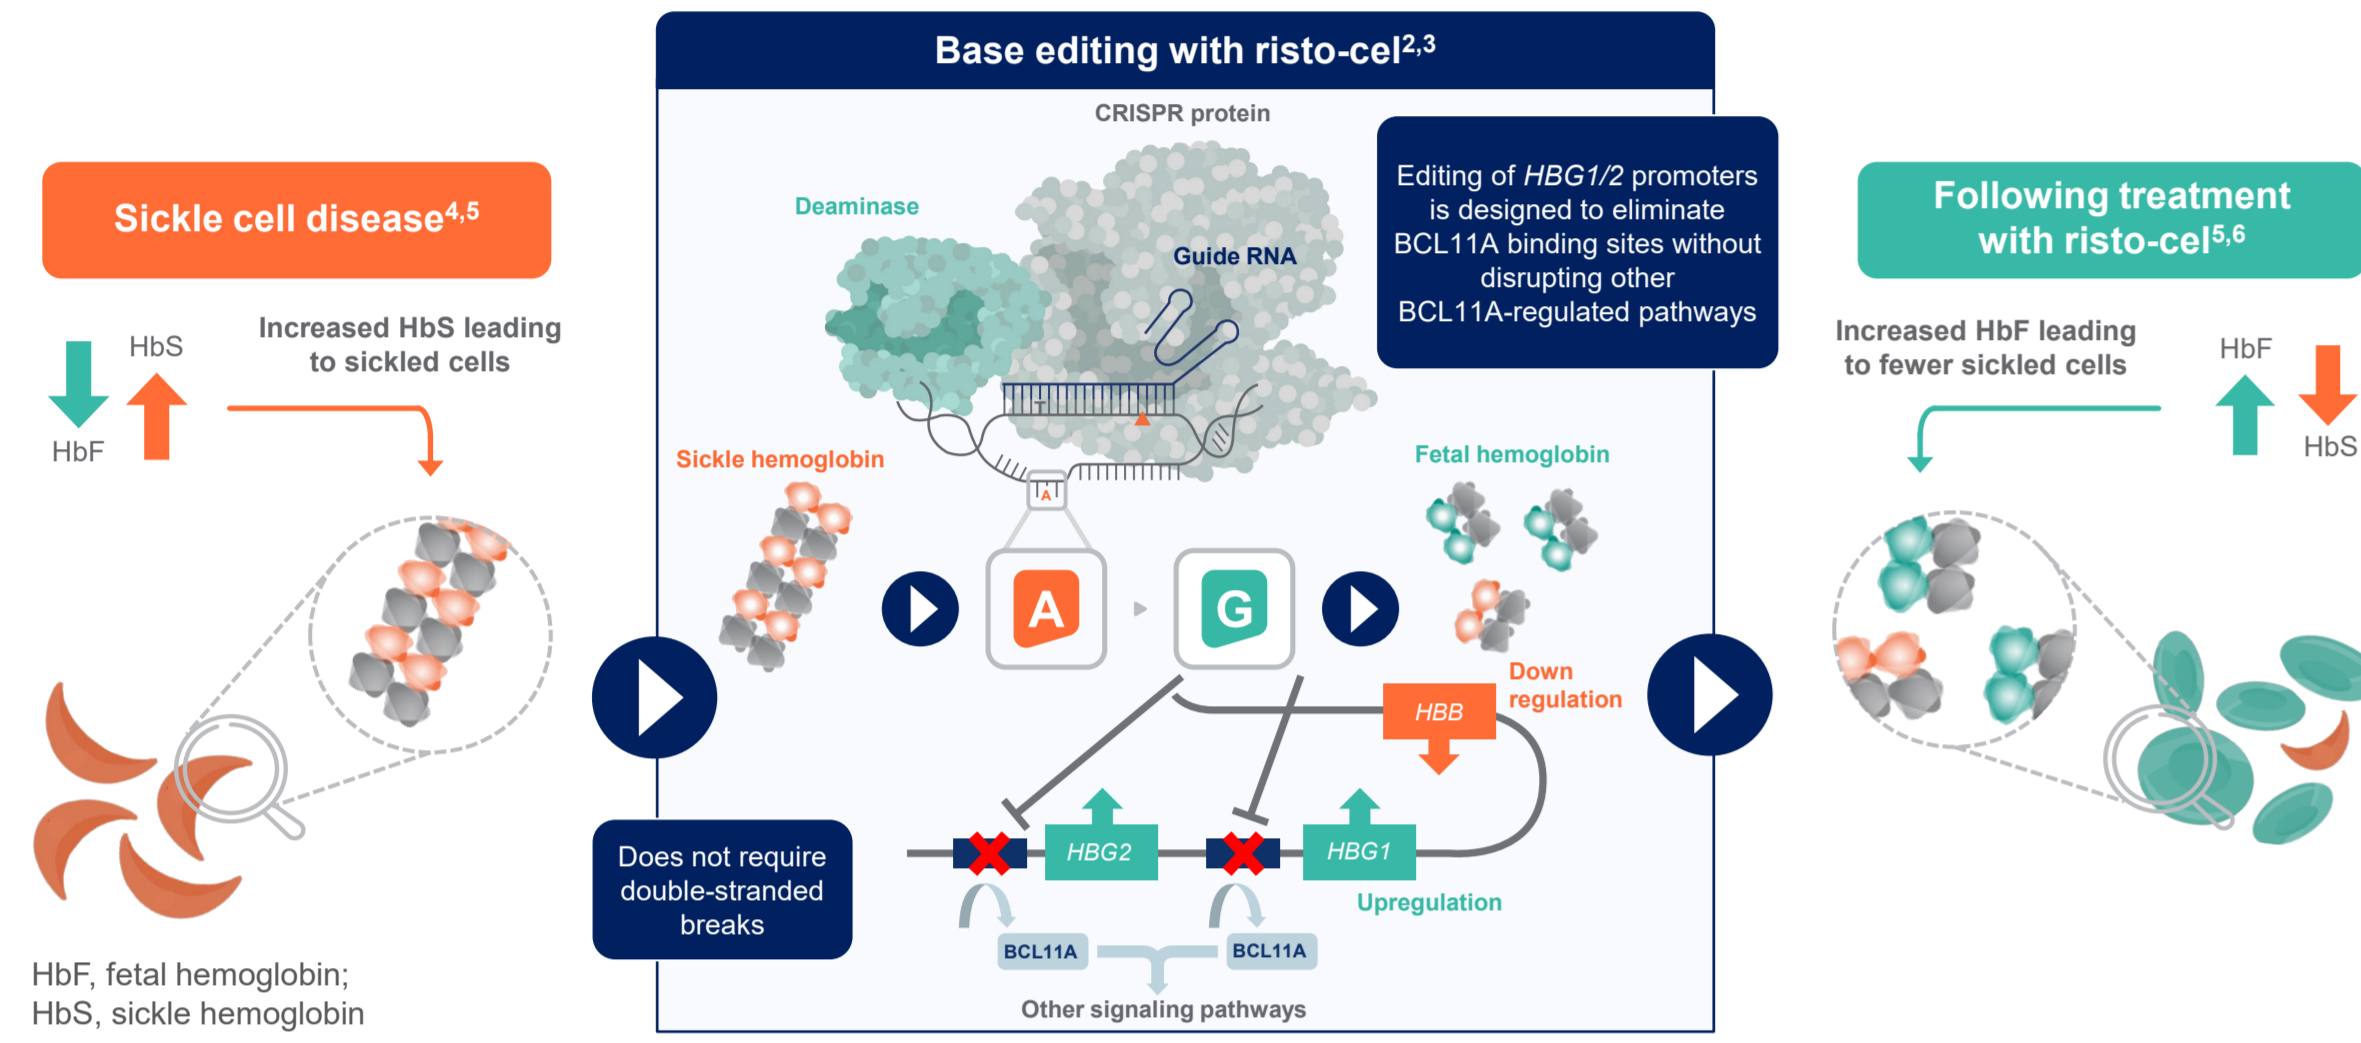 Base editing with risto-cel2,3
Sickle cell disease4,5
HbS
HbF
Increased HbS leading
to sickled cells
HbF, fetal hemoglobin;
HbS, sickle hemoglobin
CRISPR protein
Deaminase
Guide RNA
Editing of HBG1/2 promoters
is designed to eliminate
BCL11A binding sites without
disrupting other
BCL11A-regulated pathways
Sickle hemoglobin
A
A
G
Fetal hemoglobin
Down
regulation
HBB
HBG2
HBG1
Upregulation
BCL11A
BCL11A
Other signaling pathways
Does not require
double-stranded
breaks
Following treatment
with risto-cel5,6
Increased HbF leading
to fewer sickled cells
HbF
HbS